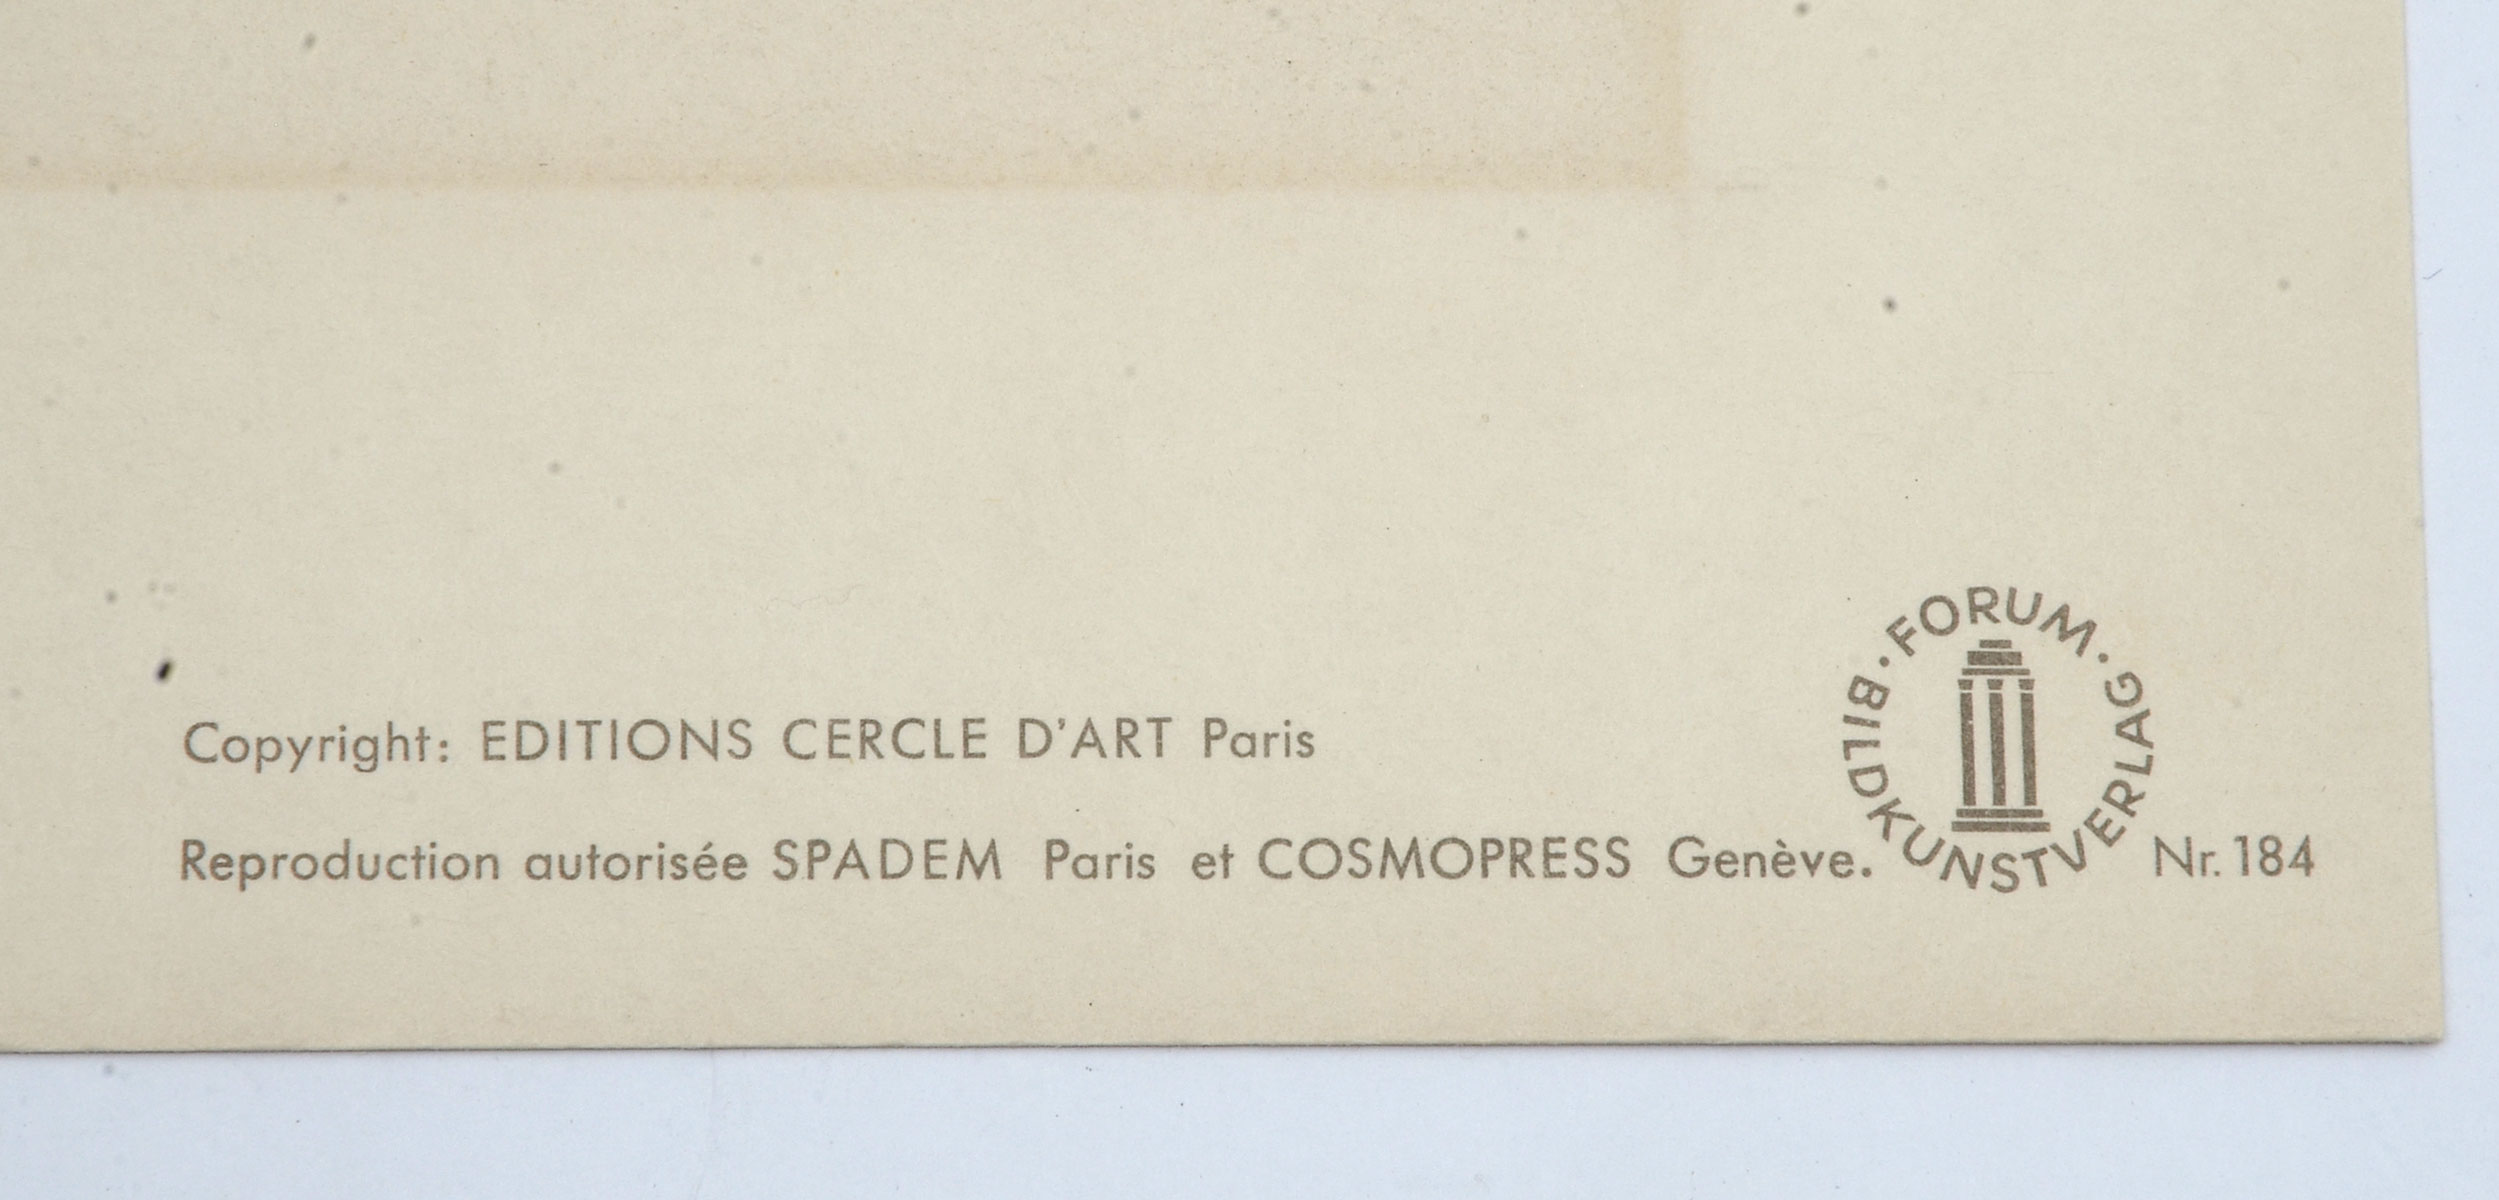 Copyright: EDITIONS CERCLE D'ART Paris
Reproduction autorisée SPADEM Paris et COSMOPRESS Genève.
· FORUM · BILDKUNSTVERLAG
Nr. 184